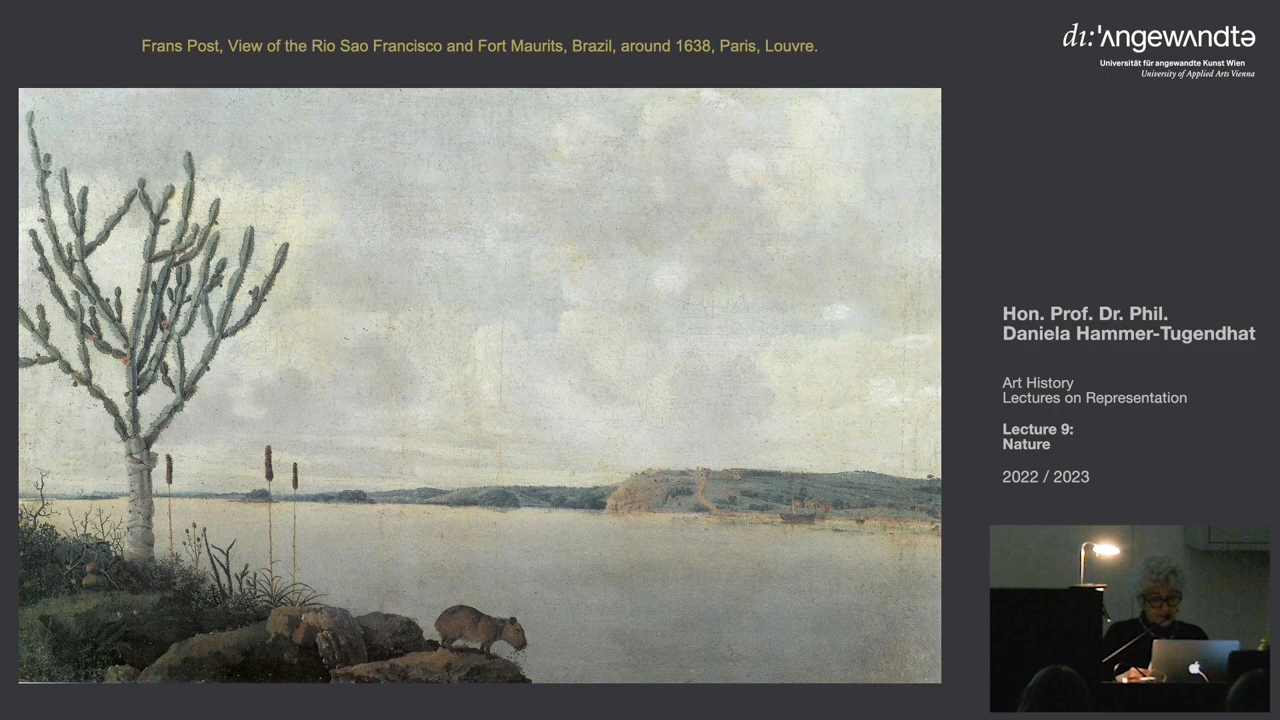 Frans Post, View of the Rio Sao Francisco and Fort Maurits, Brazil, around 1638, Paris, Louvre.
dı:'ʌngewʌndtə
Universität für angewandte Kunst Wien
University of Applied Arts Vienna
Hon. Prof. Dr. Phil.
Daniela Hammer-Tugendhat
Art History
Lectures on Representation
Lecture 9:
Nature
2022 / 2023